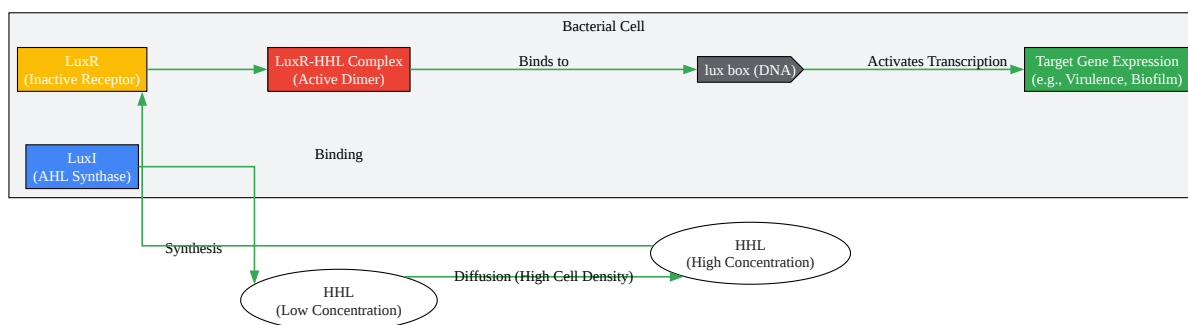 Bacterial Cell
LuxR
(Inactive Receptor)
LuxR-HHL Complex
(Active Dimer)
Binds to
lux box (DNA)
Activates Transcription
Target Gene Expression
(e.g., Virulence, Biofilm)
LuxI
(AHL Synthase)
Binding
Synthesis
HHL
(High Concentration)
Diffusion (High Cell Density)
HHL
(Low Concentration)